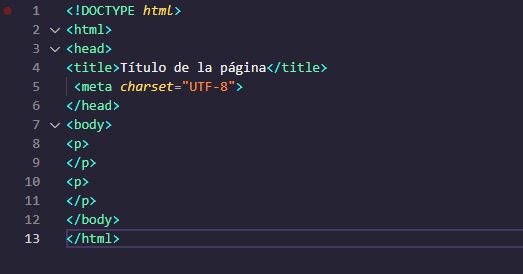 1 <!DOCTYPE html>
2 <html>
3 <head>
4 <title>Título de la página</title>
5  <meta charset="UTF-8">
6 </head>
7 <body>
8 <p>
9 </p>
10 <p>
11 </p>
12 </body>
13 </html>